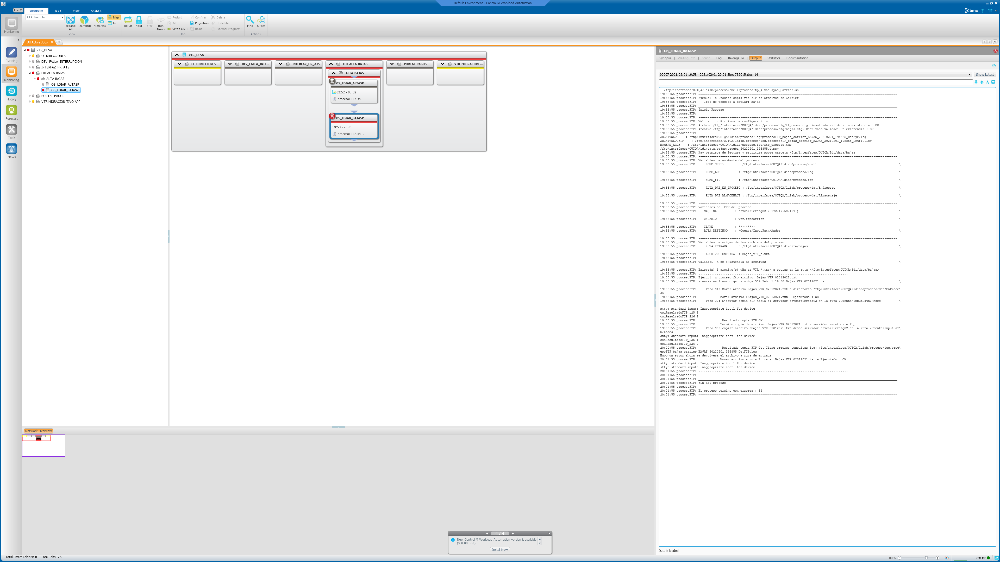 Default Environment - Control-M Workload Automation
File
Viewpoint
Tools
View
Analysis
bmc
?
Monitoring
All Active Jobs
Expand All
Rearrange
Hierarchy
Map
List
View
Rerun
Hold
Free
Run Now
Restart
Kill
Set to OK
Confirm
Projection
React
Delete
Undelete
External Programs
Job
Find
Order
Actions
All Active Jobs
Planning
Monitoring
History
Forecast
Tools
News
VTR_DESA
CC-DIRECCIONES
DEV_FALLA_INTERRUPCION
INTERFAZ_HR_ATS
LDI-ALTA-BAJAS
ALTA-BAJAS
OS_LDIAB_ALTASP
OS_LDIAB_BAJASP
PORTAL-PAGOS
VTR-MIGRACION-TIVO-APP
VTR_DESA
CC-DIRECCIONES
DEV_FALLA_INTE...
INTERFAZ_HR_ATS
LDI-ALTA-BAJAS
PORTAL-PAGOS
VTR-MIGRACION-...
ALTA-BAJAS
OS_LDIAB_ALTASP
03:52 - 03:52
procesoETLA.sh
OS_LDIAB_BAJASP
19:58 - 20:01
procesoETLA.sh B
OS_LDIAB_BAJASP
Synopsis | Waiting Info | Script | Log | Belongs To | Output | Statistics | Documentation
00007 2021/02/01 19:58 - 2021/02/01 20:01 Size: 7350 Status: 14
Show Latest
+ /ftp/interfaces/OUTQA/ldiab/proceso/shell/procesoFtp_AltasBajas_Carrier.sh B
19:58:55 procesoFTP: =============================================================================================================
19:58:55 procesoFTP: Ejecuci  n Proceso copia via FTP de archivos de Carrier
19:58:55 procesoFTP:    Tipo de proceco a copiar: Bajas
19:58:55 procesoFTP: _____________________________________________________________________________________________________________
19:58:55 procesoFTP: Inicio Proceso
19:58:55 procesoFTP:
19:58:55 procesoFTP: -------------------------------------------------------------------------------------------------------------
19:58:55 procesoFTP: Validaci  n Archivos de configuraci  n
19:58:55 procesoFTP: Archivo /ftp/interfaces/OUTQA/ldiab/proceso/cfg/ftp_user.cfg. Resultado validaci  n existencia : OK
19:58:55 procesoFTP: Archivo /ftp/interfaces/OUTQA/ldiab/proceso/cfg/bajas.cfg. Resultado validaci  n existencia : OK
19:58:55 procesoFTP: -------------------------------------------------------------------------------------------------------------
ARCHIVOLOG    : /ftp/interfaces/OUTQA/ldiab/proceso/log/procesoFTP_bajas_carrier_BAJAS_20210201_195855_DetEje.log
ARCHIVOLOGFTP    : /ftp/interfaces/OUTQA/ldiab/proceso/log/procesoFTP_bajas_carrier_BAJAS_20210201_195855_DetFTP.log
NOMBRE_ARCH    : /ftp/interfaces/OUTQA/ldiab/proceso/ftp/ftp_proceso.tmp
/ftp/interfaces/OUTQA/ldi/data/bajas/prueba_20210201_195855.dummy
19:58:55 procesoFTP: Hay permisos de lectura y escritura sobre carpeta /ftp/interfaces/OUTQA/ldi/data/bajas
19:58:55 procesoFTP: -------------------------------------------------------------------------------------------------------------
19:58:55 procesoFTP: Variables de ambiente del proceso
19:58:55 procesoFTP:     HOME_SHELL        : /ftp/interfaces/OUTQA/ldiab/proceso/shell \
19:58:55 procesoFTP:     HOME_LOG          : /ftp/interfaces/OUTQA/ldiab/proceso/log \
19:58:55 procesoFTP:     HOME_FTP          : /ftp/interfaces/OUTQA/ldiab/proceso/ftp \
19:58:55 procesoFTP:     RUTA_DAT_EN_PROCESO : /ftp/interfaces/OUTQA/ldiab/proceso/dat/EnProceso \
19:58:55 procesoFTP:     RUTA_DAT_ALMACENAJE : /ftp/interfaces/OUTQA/ldiab/proceso/dat/Almacenaje \
19:58:55 procesoFTP: -------------------------------------------------------------------------------------------------------------
19:58:55 procesoFTP: Variables del FTP del proceso
19:58:55 procesoFTP:    MAQUINA          : srvcarrierstg02 ( 172.17.58.199 ) \
19:58:55 procesoFTP:    USUARIO          : vtr/ftpcarrier \
19:58:55 procesoFTP:    CLAVE            : *********
19:58:55 procesoFTP:    RUTA DESTINOO    : /Cuenta/InputPath/Andes \
19:58:55 procesoFTP: -------------------------------------------------------------------------------------------------------------
19:58:55 procesoFTP: Variables de origen de los archivos del proceso
19:58:55 procesoFTP:     RUTA ENTRADA      : /ftp/interfaces/OUTQA/ldi/data/bajas \
19:58:55 procesoFTP:     ARCHIVOS ENTRADA  : Bajas_VTR_*.txt
19:58:55 procesoFTP: -------------------------------------------------------------------------------------------------------------
19:58:55 procesoFTP: validaci  n de existencia de archivos \
19:58:55 procesoFTP: Existe(n) 1 archivo(s) <Bajas_VTR_*.txt> a copiar en la ruta </ftp/interfaces/OUTQA/ldi/data/bajas>
19:58:55 procesoFTP: ..................................................................................
19:58:55 procesoFTP: Ejecuci  n proceso ftp archivo: Bajas_VTR_02012021.txt
19:58:55 procesoFTP: -rw-rw-r-- 1 usroutqa usroutqa 559 Feb  1 19:30 Bajas_VTR_02012021.txt \
19:58:55 procesoFTP:     Paso 01: Mover archivo Bajas_VTR_02012021.txt a directorio /ftp/interfaces/OUTQA/ldiab/proceso/dat/EnProce\
so
19:58:55 procesoFTP:             Mover archivo :Bajas_VTR_02012021.txt - Ejecutado : OK
19:58:55 procesoFTP:     Paso 02: Ejecutar copia FTP hacia el servidor srvcarrierstg02 en la ruta /Cuenta/InputPath/Andes \
stty: standard input: Inappropriate ioctl for device
codResultadoFTP_125 1
codResultadoFTP_226 1
19:58:55 procesoFTP:              Resultado copia FTP OK
19:58:55 procesoFTP:             Termino copia de archivo :Bajas_VTR_02012021.txt a servidor remoto via ftp
19:58:55 procesoFTP:     Paso 03: copiar archivo :Bajas_VTR_02012021.txt desde servidor srvcarrierstg02 en la ruta /Cuenta/InputPat\
h/Andes
stty: standard input: Inappropriate ioctl for device
codResultadoFTP_125 1
codResultadoFTP_226 0
20:00:55 procesoFTP:              Resultado copia FTP Get Tiene errores consultar log: /ftp/interfaces/OUTQA/ldiab/proceso/log/proc\
esoFTP_bajas_carrier_BAJAS_20210201_195855_DetFTP.log
Hubo un error ahora se devolvera el archivo a ruta de entrada
20:01:55 procesoFTP:             Mover archivo a ruta Entrada: Bajas_VTR_02012021.txt - Ejecutado : OK
stty: standard input: Inappropriate ioctl for device
stty: standard input: Inappropriate ioctl for device
20:01:55 procesoFTP: ..................................................................................
20:01:55 procesoFTP:
20:01:55 procesoFTP: _____________________________________________________________________________________________________________
20:01:55 procesoFTP: Fin del proceso
20:01:55 procesoFTP:
20:01:55 procesoFTP: El proceso termino con errores : 14
20:01:55 procesoFTP: =============================================================================================================
Data is loaded
Network Overview
4 / 4
New Control-M Workload Automation version is available
(9.0.00.300)
Install Now
Total Smart Folders: 0 Total Jobs: 26
100%
258 MB